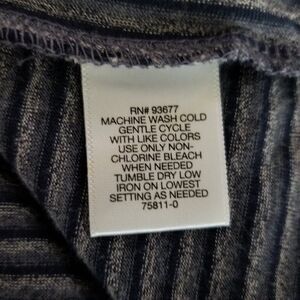 RN# 93677
MACHINE WASH COLD
GENTLE CYCLE
WITH LIKE COLORS
USE ONLY NON-
CHLORINE BLEACH
WHEN NEEDED
TUMBLE DRY LOW
IRON ON LOWEST
SETTING AS NEEDED
75811-0